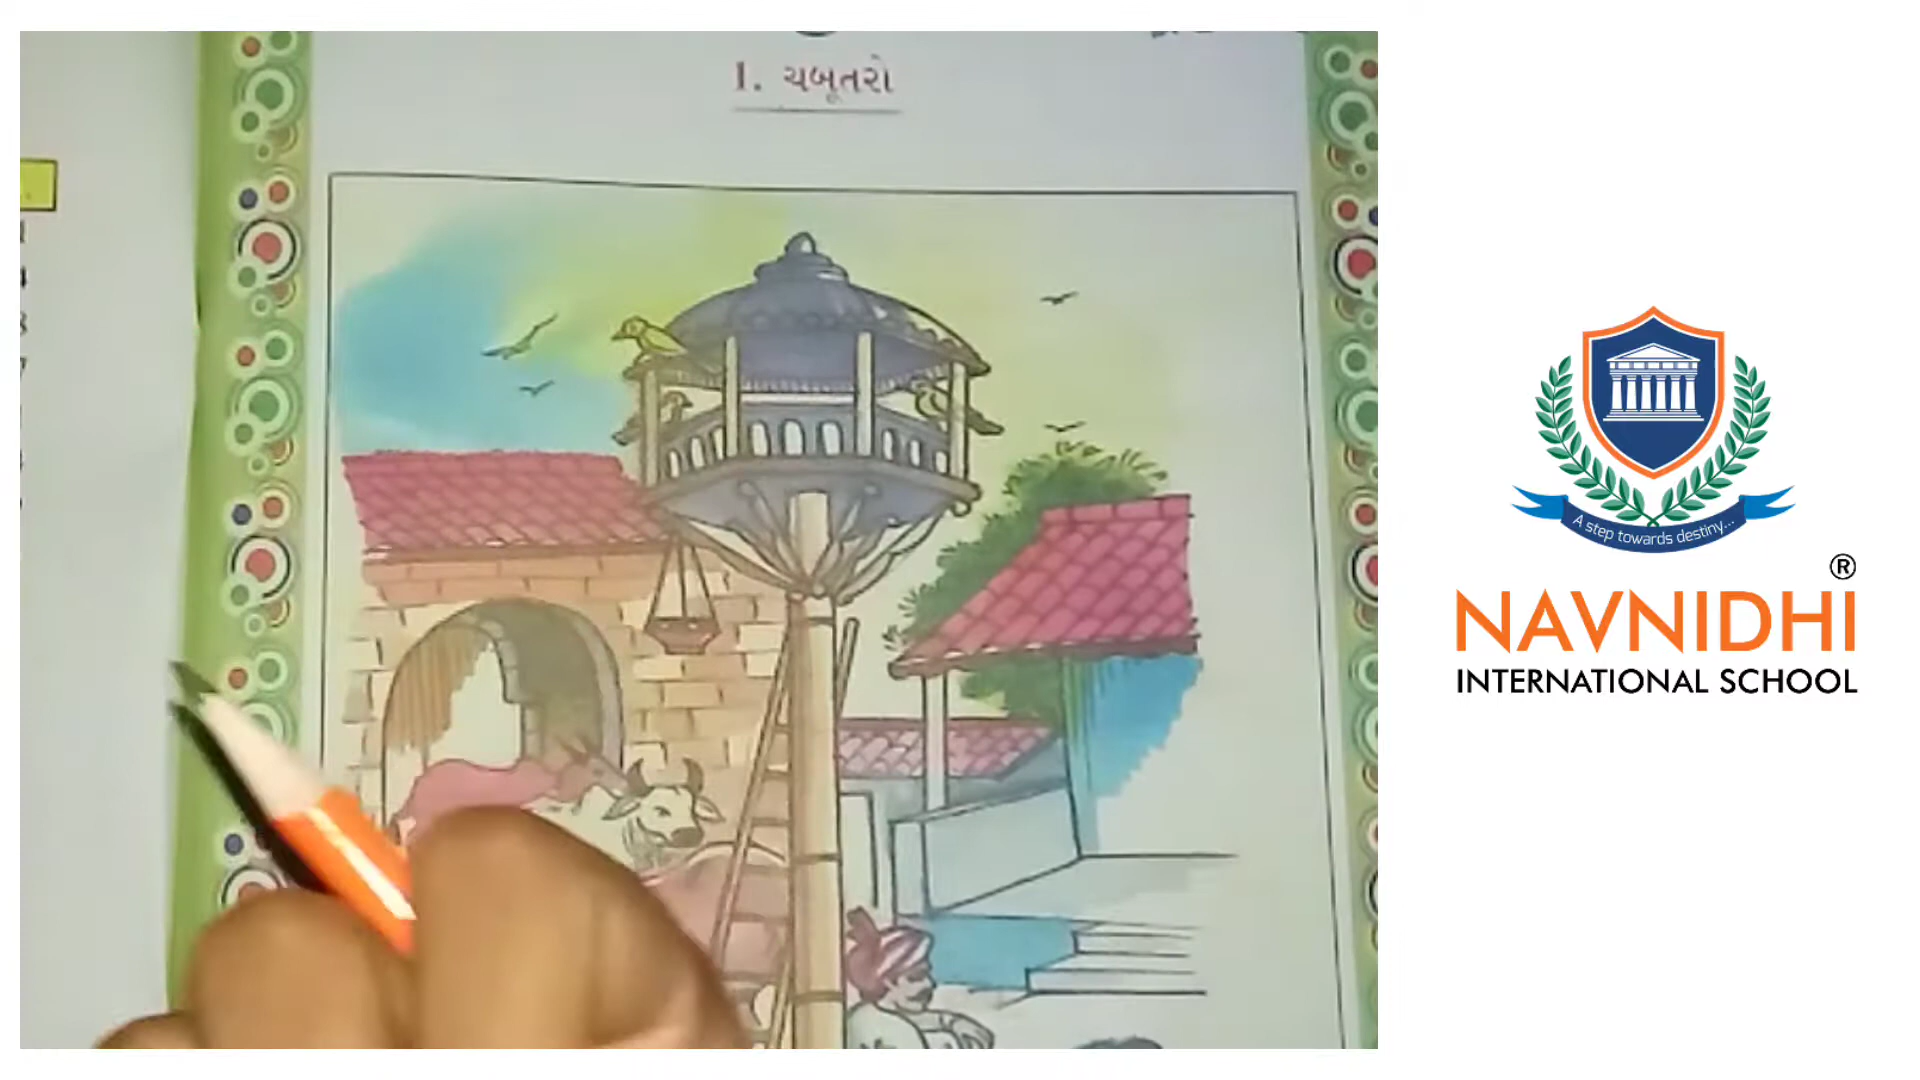 1. ચબૂતરો
A step towards destiny...
®
NAVNIDHI
INTERNATIONAL SCHOOL